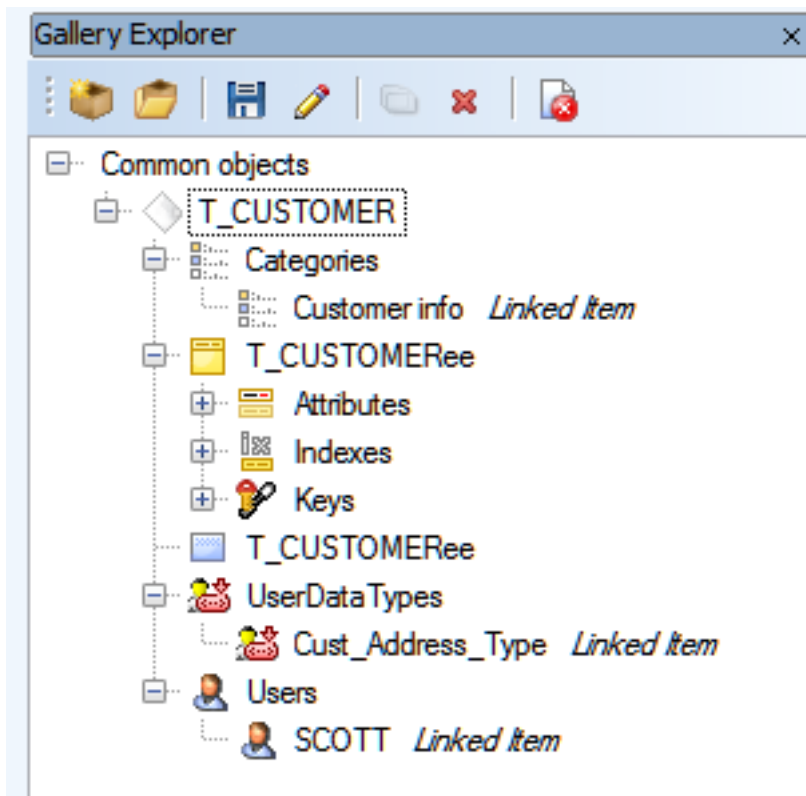 Gallery Explorer
Common objects
T_CUSTOMER
Categories
Customer info Linked Item
T_CUSTOMERee
Attributes
Indexes
Keys
T_CUSTOMERee
UserDataTypes
Cust_Address_Type Linked Item
Users
SCOTT Linked Item